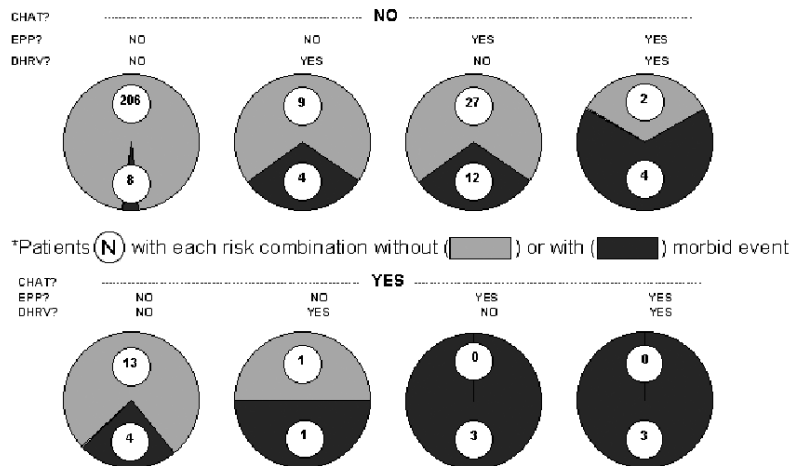 CHAT? NO
EPP? NO NO YES YES
DHRV? NO YES NO YES
206 9 27 2
8 4 12 4
*Patients (N) with each risk combination without ( ) or with ( ) morbid event
CHAT? YES
EPP? NO NO YES YES
DHRV? NO YES NO YES
13 1 0 0
4 1 3 3